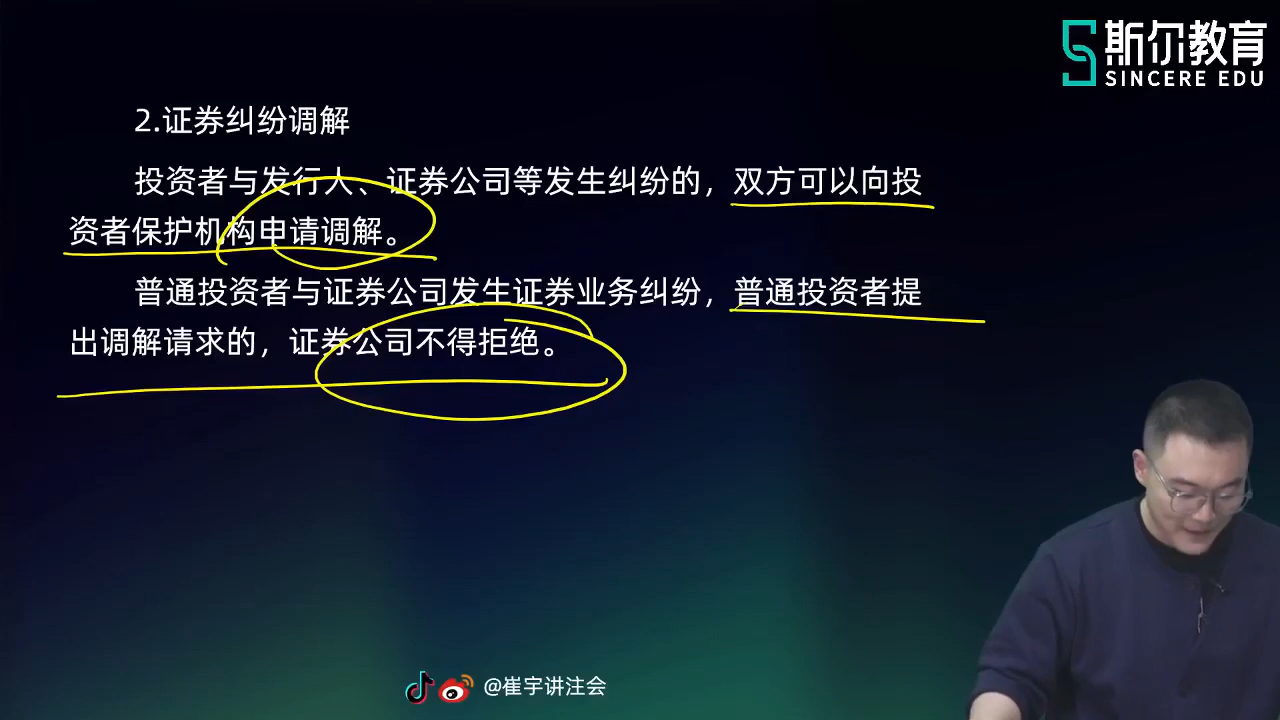 斯尔教育
SINCERE EDU
2.证券纠纷调解
投资者与发行人、证券公司等发生纠纷的，双方可以向投
资者保护机构申请调解。
普通投资者与证券公司发生证券业务纠纷，普通投资者提
出调解请求的，证券公司不得拒绝。
@崔宇讲注会